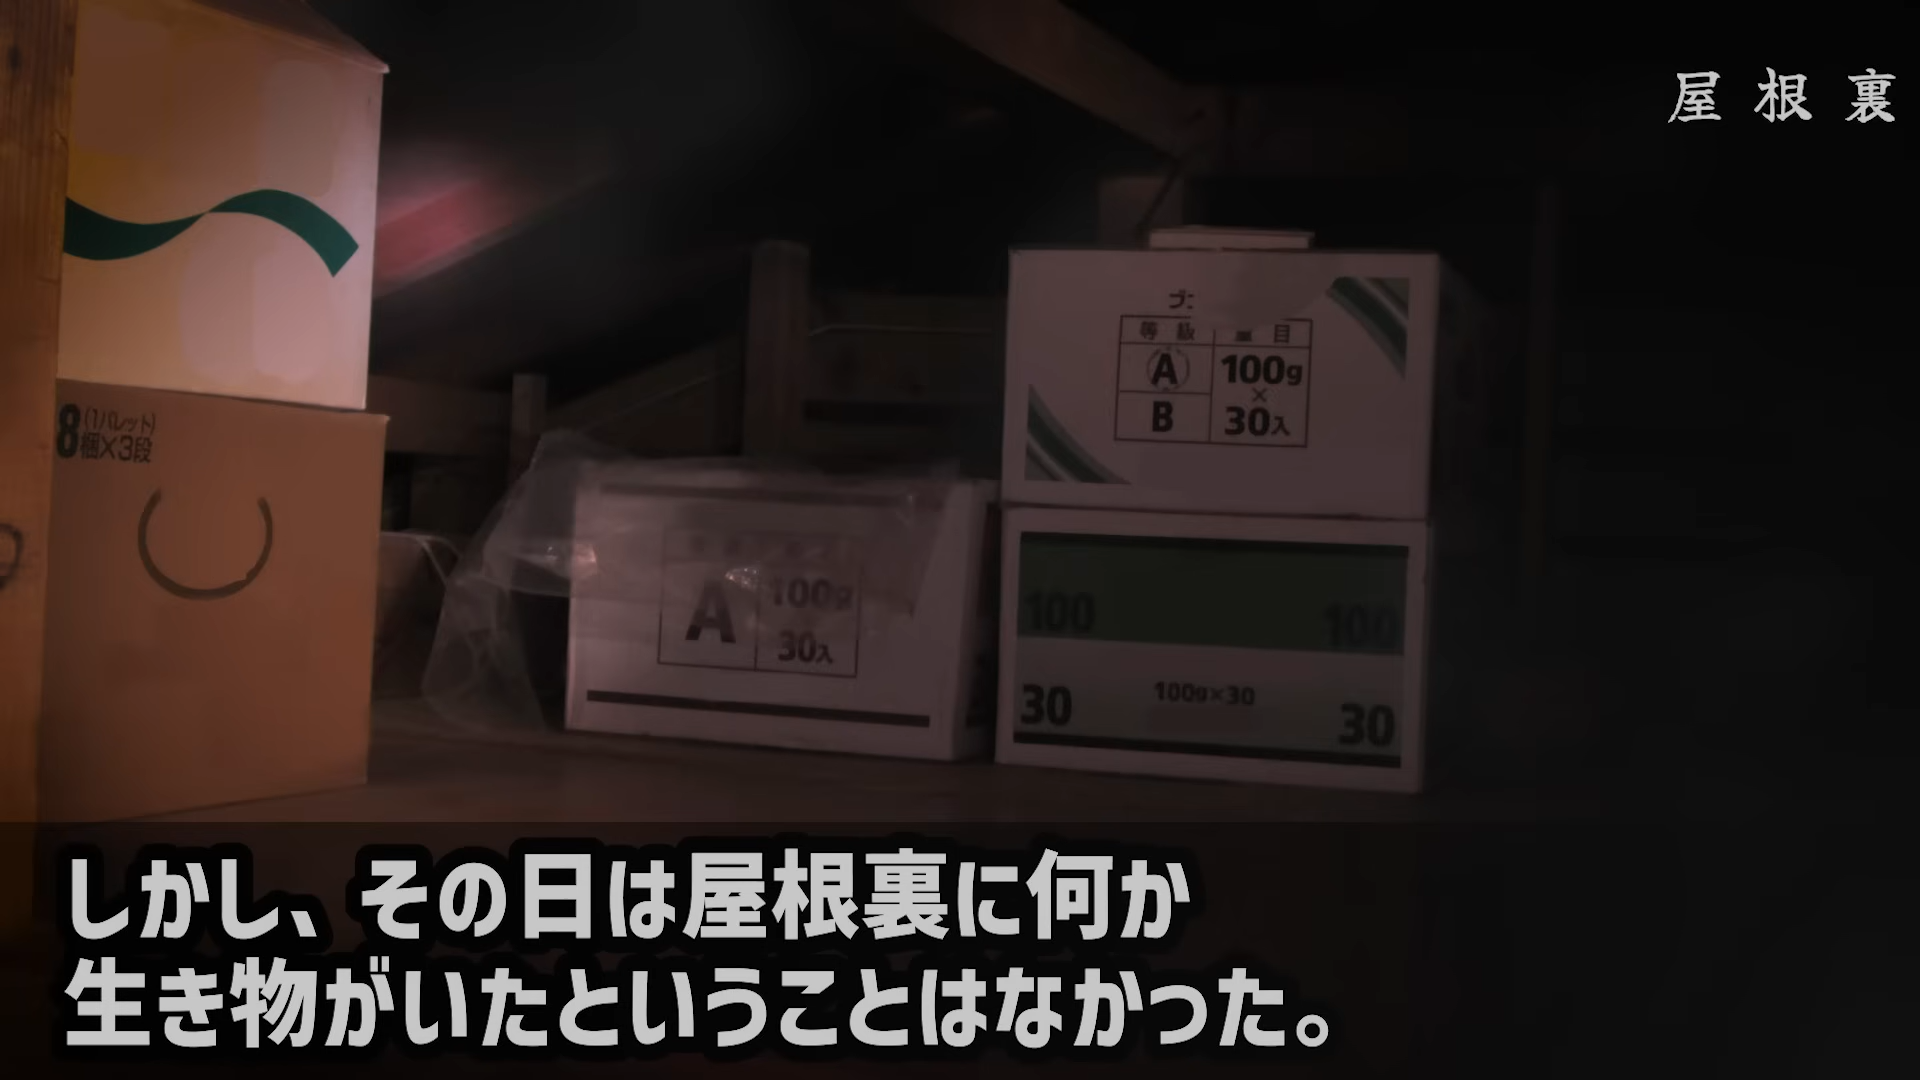 屋根裏
8(1パレット)
梱×3段
等級 目
A 100g
×
B 30入
A 100g
30入
100 100
30 100g×30 30
しかし、その日は屋根裏に何か
生き物がいたということはなかった。